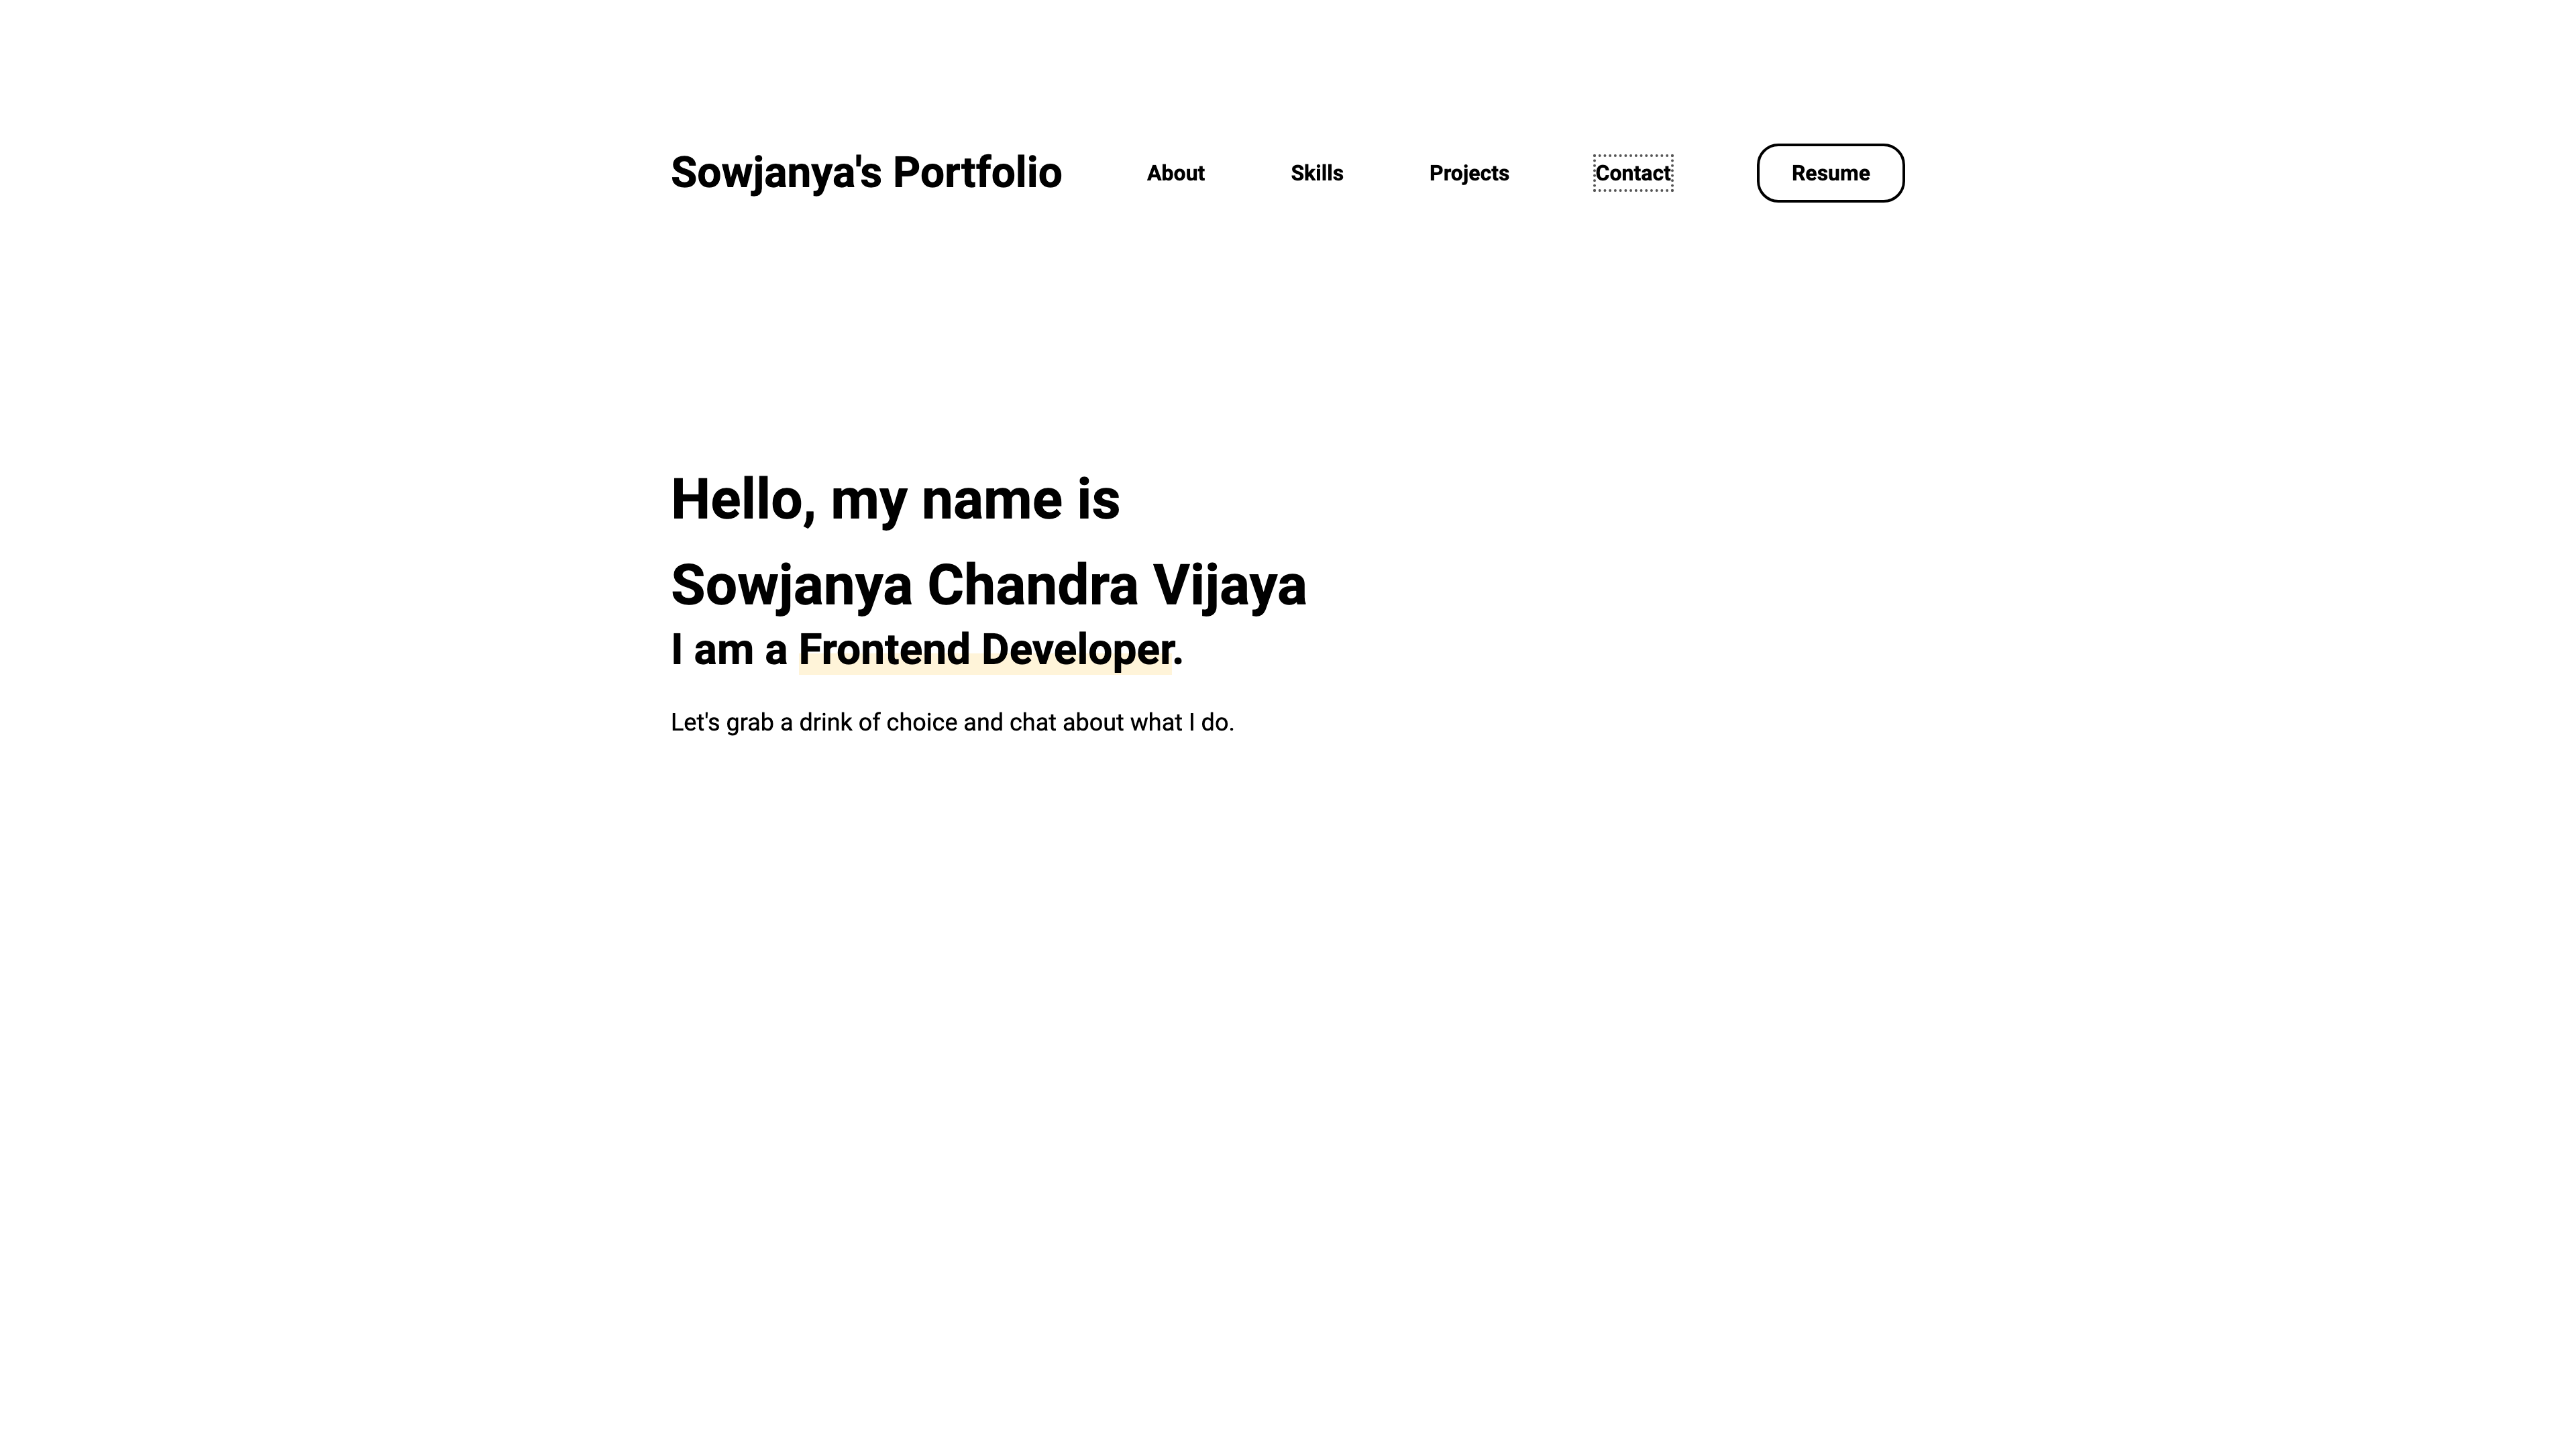 Sowjanya's Portfolio
About
Skills
Projects
Contact
Resume
Hello, my name is
Sowjanya Chandra Vijaya
I am a Frontend Developer.
Let's grab a drink of choice and chat about what I do.